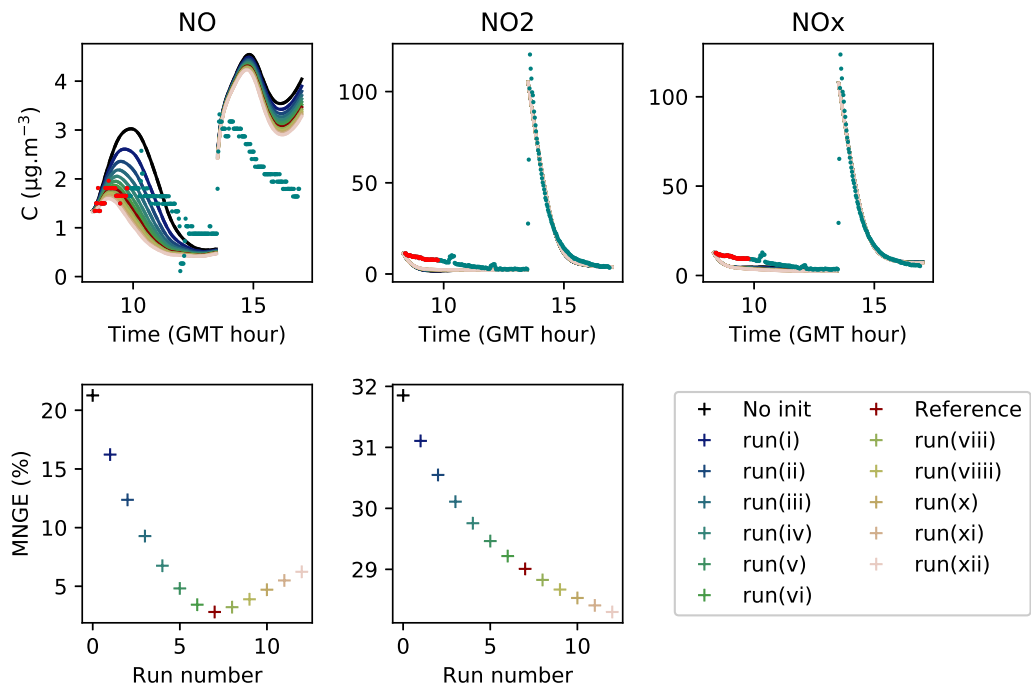 NO
NO2
NOx
C (µg.m⁻³)
4
3
2
1
0
100
50
0
100
50
0
10
15
10
15
10
15
Time (GMT hour)
Time (GMT hour)
Time (GMT hour)
MNGE (%)
20
15
10
5
32
31
30
29
0
5
10
0
5
10
Run number
Run number
No init
run(i)
run(ii)
run(iii)
run(iv)
run(v)
run(vi)
Reference
run(viii)
run(viiii)
run(x)
run(xi)
run(xii)